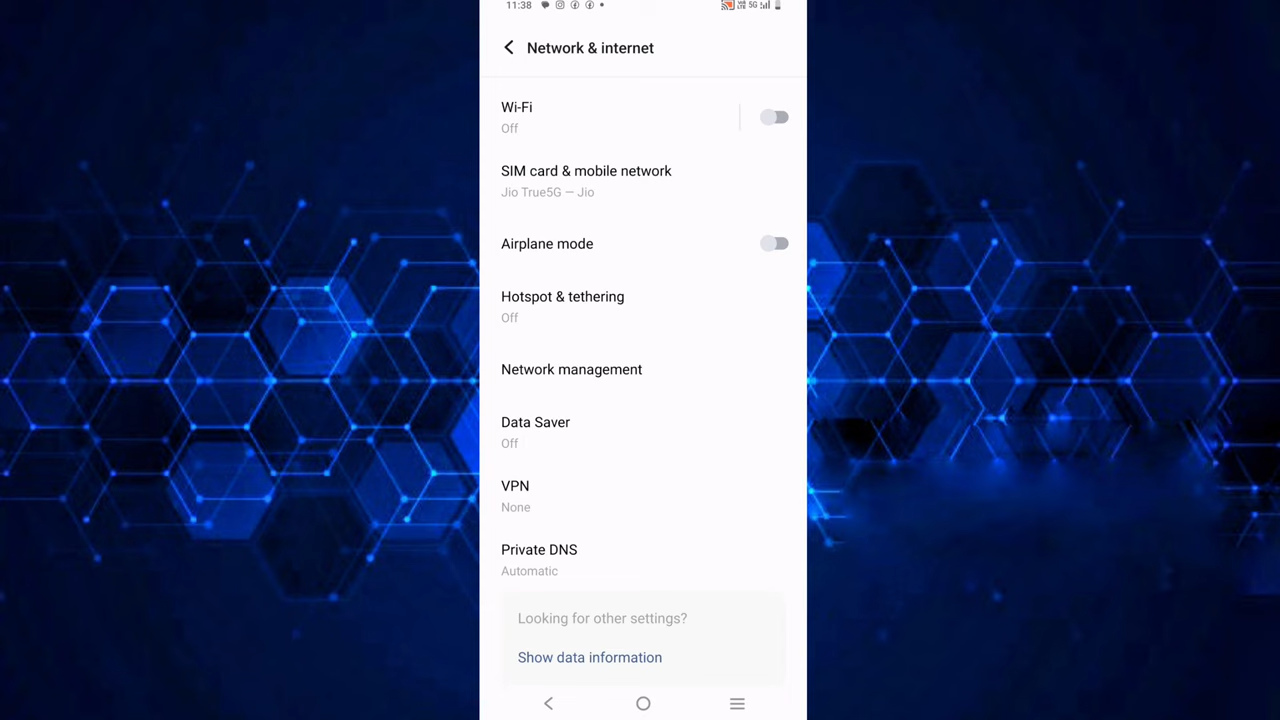 11:38
5G
Network & internet
Wi-Fi
Off
SIM card & mobile network
Jio True5G — Jio
Airplane mode
Hotspot & tethering
Off
Network management
Data Saver
Off
VPN
None
Private DNS
Automatic
Looking for other settings?
Show data information